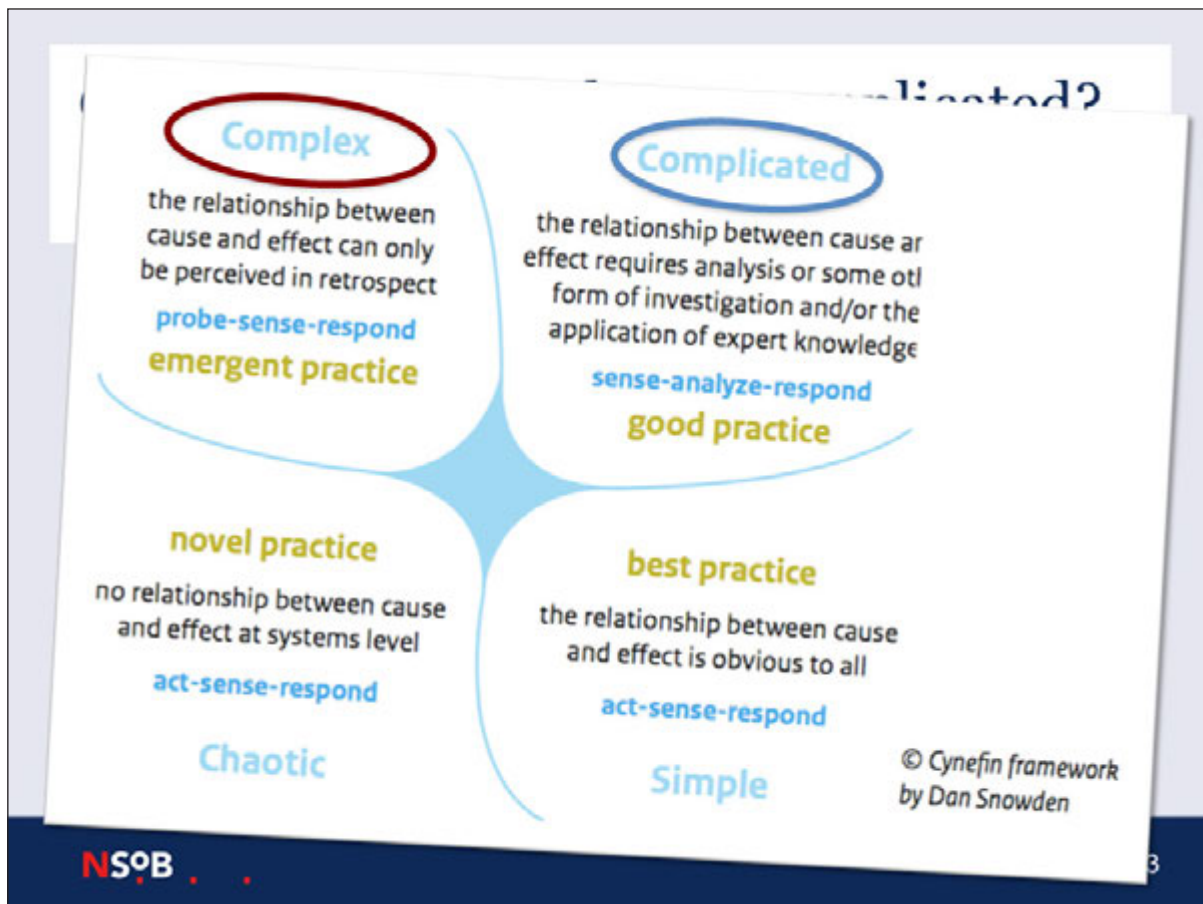 plicated?
Complex
the relationship between
cause and effect can only
be perceived in retrospect
probe-sense-respond
emergent practice
Complicated
the relationship between cause ar
effect requires analysis or some otl
form of investigation and/or the
application of expert knowledge
sense-analyze-respond
good practice
novel practice
no relationship between cause
and effect at systems level
act-sense-respond
Chaotic
best practice
the relationship between cause
and effect is obvious to all
act-sense-respond
Simple
© Cynefin framework
by Dan Snowden
NSOB
3